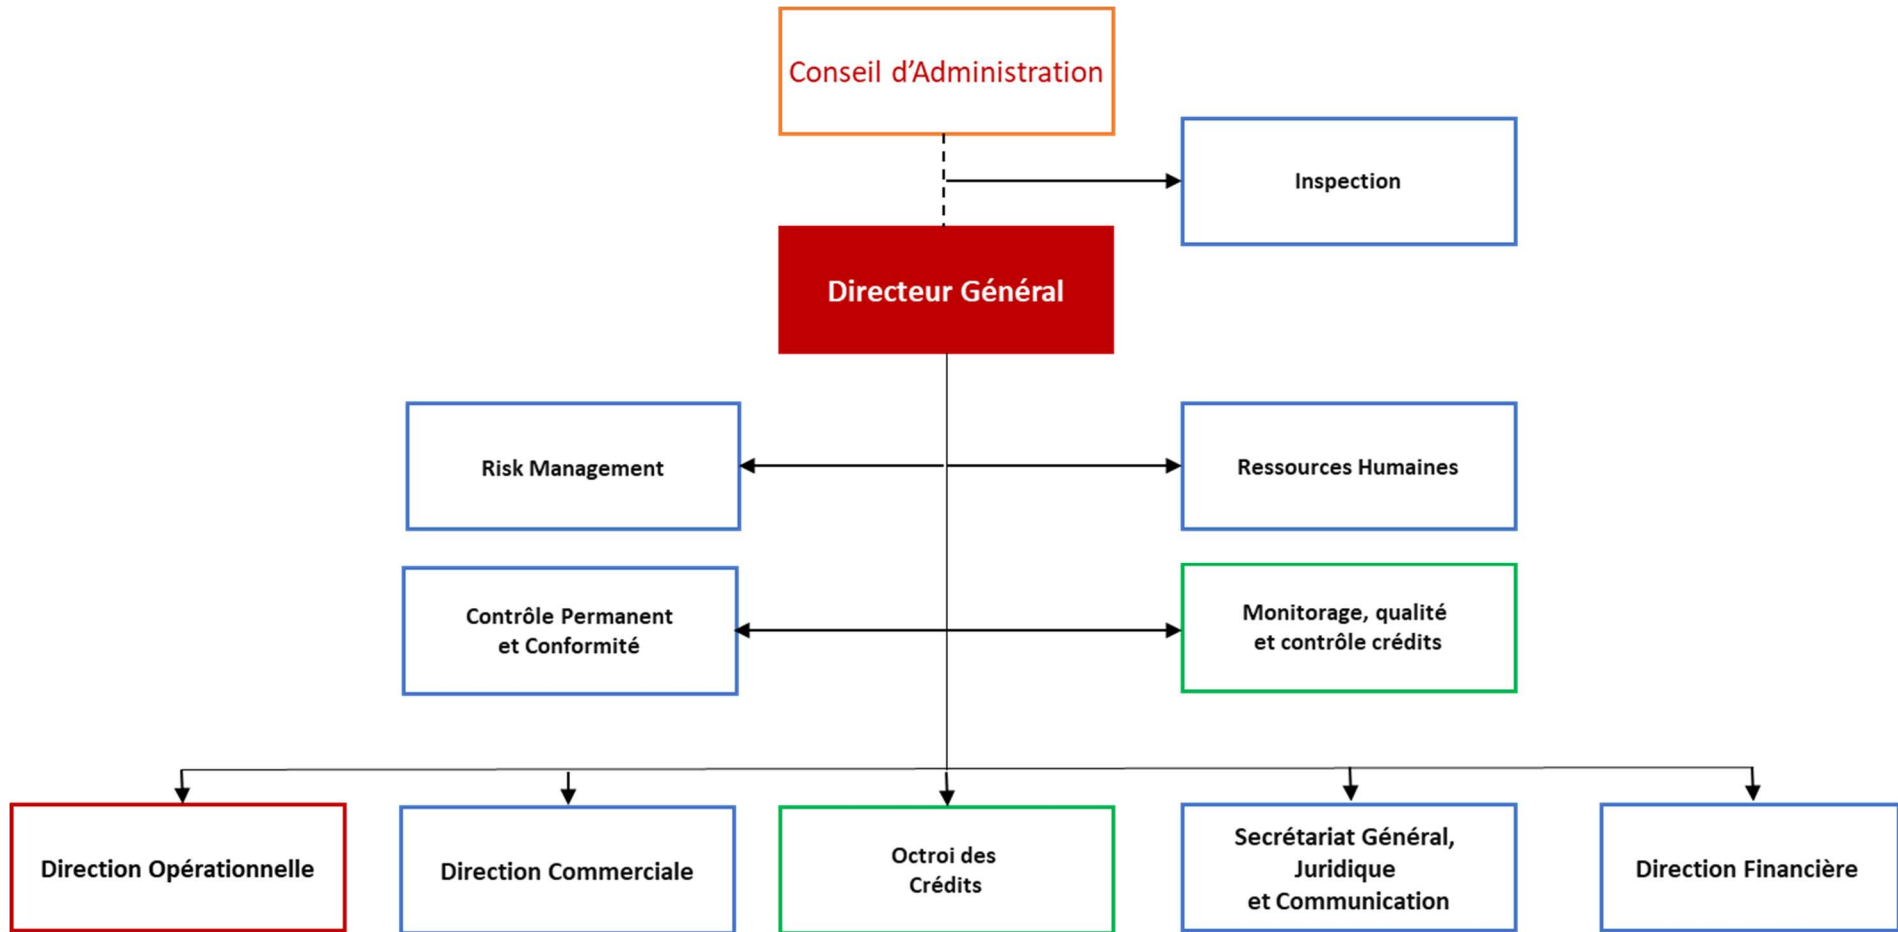 Conseil d’Administration
Inspection
Directeur Général
Risk Management
Ressources Humaines
Contrôle Permanent
et Conformité
Monitorage, qualité
et contrôle crédits
Direction Opérationnelle
Direction Commerciale
Octroi des
Crédits
Secrétariat Général,
Juridique
et Communication
Direction Financière